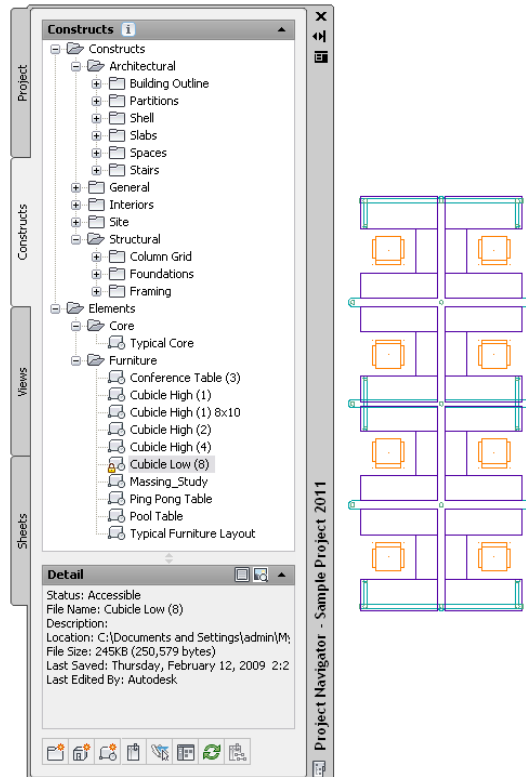 Constructs
Constructs
Architectural
Building Outline
Partitions
Shell
Slabs
Spaces
Stairs
General
Interiors
Site
Structural
Column Grid
Foundations
Framing
Elements
Core
Typical Core
Furniture
Conference Table (3)
Cubicle High (1)
Cubicle High (1) 8x10
Cubicle High (2)
Cubicle High (4)
Cubicle Low (8)
Massing_Study
Ping Pong Table
Pool Table
Typical Furniture Layout
Detail
Status: Accessible
File Name: Cubicle Low (8)
Description:
Location: C:\Documents and Settings\admin\My
File Size: 245KB (250,579 bytes)
Last Saved: Thursday, February 12, 2009 2:2
Last Edited By: Autodesk
Project
Constructs
Views
Sheets
Project Navigator - Sample Project 2011